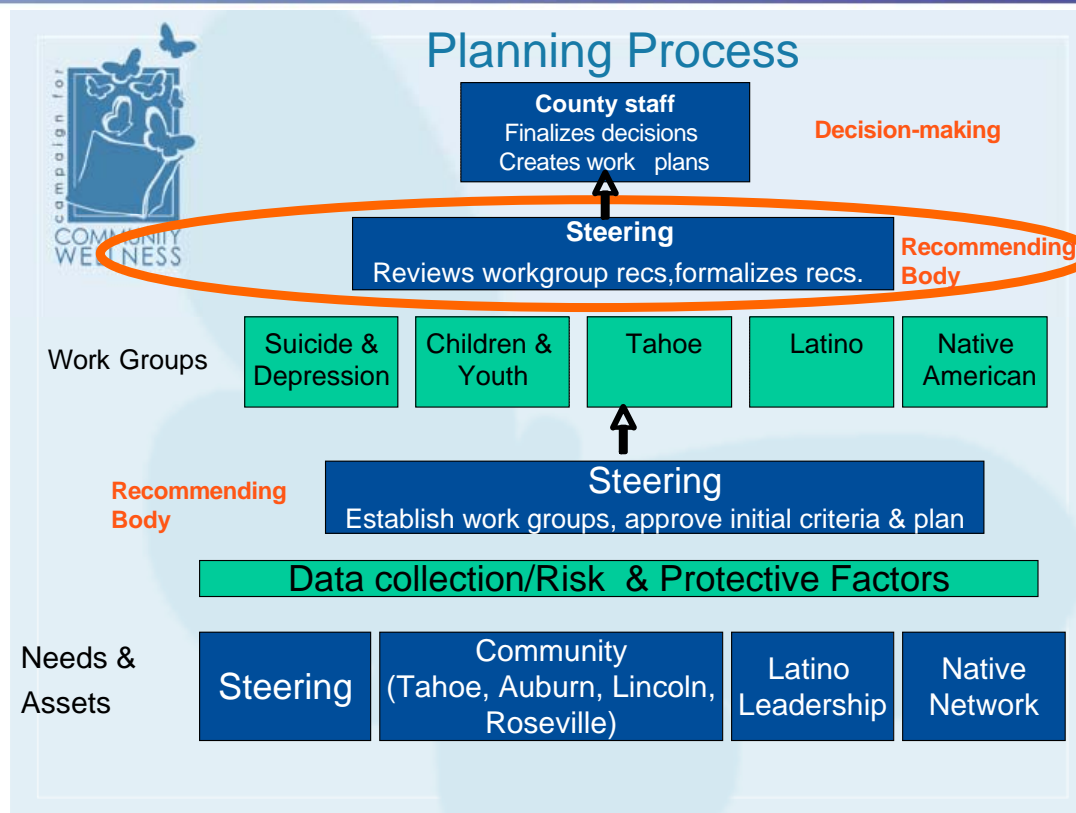 Planning Process
campaign for
COMMUNITY
WELLNESS
County staff
Finalizes decisions
Creates work plans
Decision-making
Steering
Reviews workgroup recs,formalizes recs.
Recommending
Body
Work Groups
Suicide &
Depression
Children &
Youth
Tahoe
Latino
Native
American
Recommending
Body
Steering
Establish work groups, approve initial criteria & plan
Data collection/Risk & Protective Factors
Needs &
Assets
Steering
Community
(Tahoe, Auburn, Lincoln,
Roseville)
Latino
Leadership
Native
Network